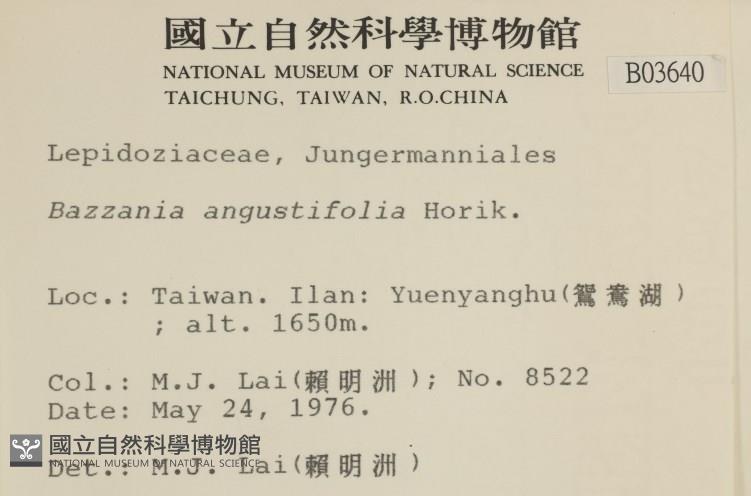 國立自然科學博物館
NATIONAL MUSEUM OF NATURAL SCIENCE
TAICHUNG, TAIWAN, R.O.CHINA
B03640
Lepidoziaceae, Jungermanniales
Bazzania angustifolia Horik.
Loc.: Taiwan. Ilan: Yuenyanghu(鴛鴦湖)
; alt. 1650m.
Col.: M.J. Lai(賴明洲); No. 8522
Date: May 24, 1976.
國立自然科學博物館
NATIONAL MUSEUM OF NATURAL SCIENCE
Det.: M.J. Lai(賴明洲)